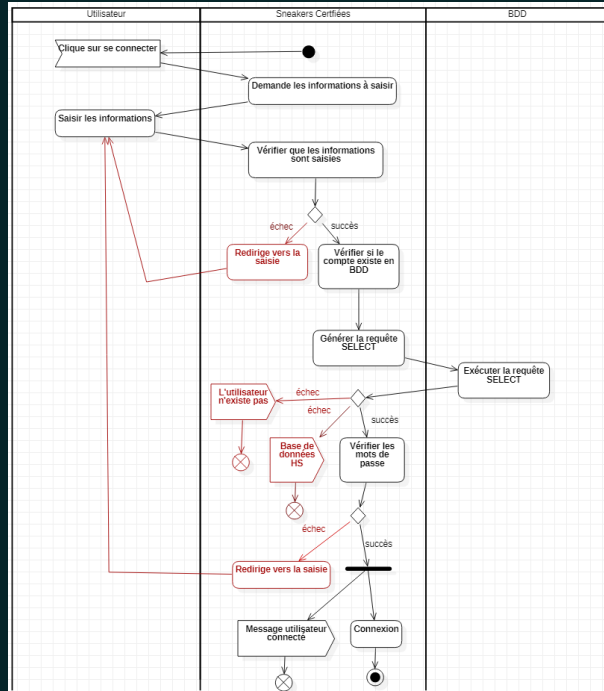 Utilisateur
Sneakers Certfiées
BDD
Clique sur se connecter
Demande les informations à saisir
Saisir les informations
Vérifier que les informations
sont saisies
échec
succès
Redirige vers la
saisie
Vérifier si le
compte existe en
BDD
Générer la requête
SELECT
Exécuter la requête
SELECT
L'utilisateur
n'existe pas
échec
échec
succès
Base de
données
HS
Vérifier les
mots de
passe
échec
succès
Redirige vers la saisie
Message utilisateur
connecté
Connexion